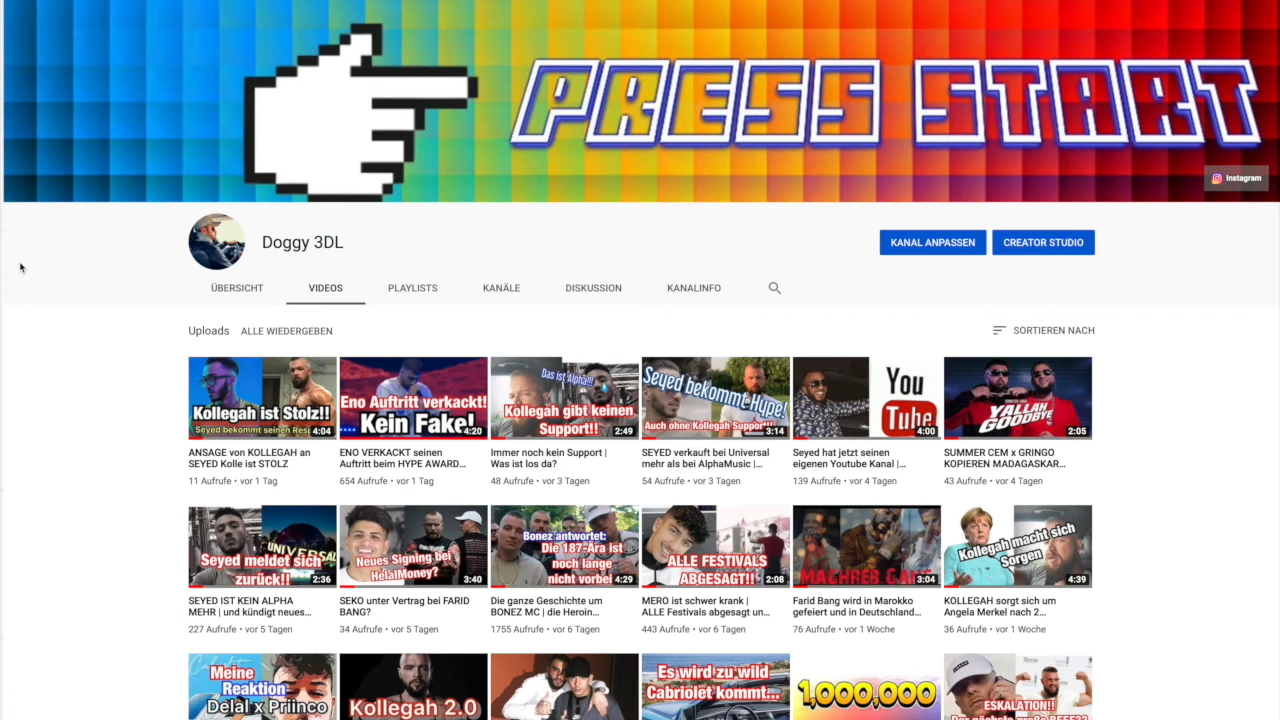 PRESS START
Instagram
Doggy 3DL
KANAL ANPASSEN
CREATOR STUDIO
ÜBERSICHT
VIDEOS
PLAYLISTS
KANÄLE
DISKUSSION
KANALINFO
Uploads
ALLE WIEDERGEBEN
SORTIEREN NACH
Kollegah ist Stolz!!
Seyed bekommt seinen Resp
4:04
ANSAGE von KOLLEGAH an
SEYED Kolle ist STOLZ
11 Aufrufe • vor 1 Tag
Eno Auftritt verkackt!
Kein Fake!
4:20
ENO VERKACKT seinen
Auftritt beim HYPE AWARD...
654 Aufrufe • vor 1 Tag
Das ist Alpha!!!
Kollegah gibt keinen
Support!!
2:49
Immer noch kein Support |
Was ist los da?
48 Aufrufe • vor 3 Tagen
Seyed bekommt Hype!
Auch ohne Kollegah Support!!
3:14
SEYED verkauft bei Universal
mehr als bei AlphaMusic |...
54 Aufrufe • vor 3 Tagen
You
Tube
4:00
Seyed hat jetzt seinen
eigenen Youtube Kanal |...
139 Aufrufe • vor 4 Tagen
YALLAH
GOODBYE
2:05
SUMMER CEM x GRINGO
KOPIEREN MADAGASKAR...
43 Aufrufe • vor 4 Tagen
UNIVERSAL
Seyed meldet sich
zurück!!
2:36
SEYED IST KEIN ALPHA
MEHR | und kündigt neues...
227 Aufrufe • vor 5 Tagen
Neues Signing bei
HelalMoney?
3:40
SEKO unter Vertrag bei FARID
BANG?
34 Aufrufe • vor 5 Tagen
Bonez antwortet:
Die 187-Ära ist
noch lange
nicht vorbei
4:29
Die ganze Geschichte um
BONEZ MC | die Heroin...
1755 Aufrufe • vor 6 Tagen
ALLE FESTIVALS
ABGESAGT!!
2:08
MERO ist schwer krank |
ALLE Festivals abgesagt un...
443 Aufrufe • vor 6 Tagen
MAGHREB GANG
3:04
Farid Bang wird in Marokko
gefeiert und in Deutschland...
76 Aufrufe • vor 1 Woche
Kollegah macht sich
Sorgen
4:39
KOLLEGAH sorgt sich um
Angela Merkel nach 2...
36 Aufrufe • vor 1 Woche
Meine
Reaktion
Delal x Priinco
Kollegah 2.0
Es wird zu wild
Cabriolet kommt...
1,000,000
ESKALATION!!
Der nächste große BEEF??